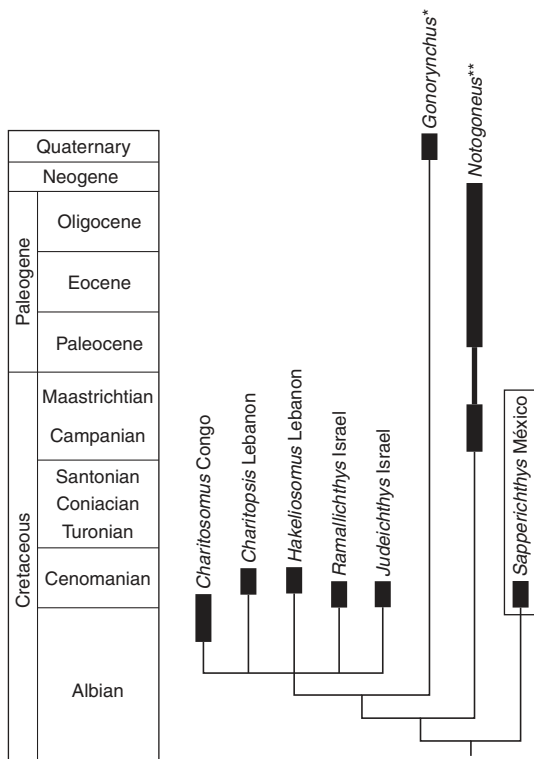 Quaternary
Neogene
Paleogene
Oligocene
Eocene
Paleocene
Cretaceous
Maastrichtian
Campanian
Santonian
Coniacian
Turonian
Cenomanian
Albian
Charitosomus Congo
Charitopsis Lebanon
Hakeliosomus Lebanon
Ramallichthys Israel
Judeichthys Israel
Gonorynchus*
Notogoneus**
Sapperichthys México